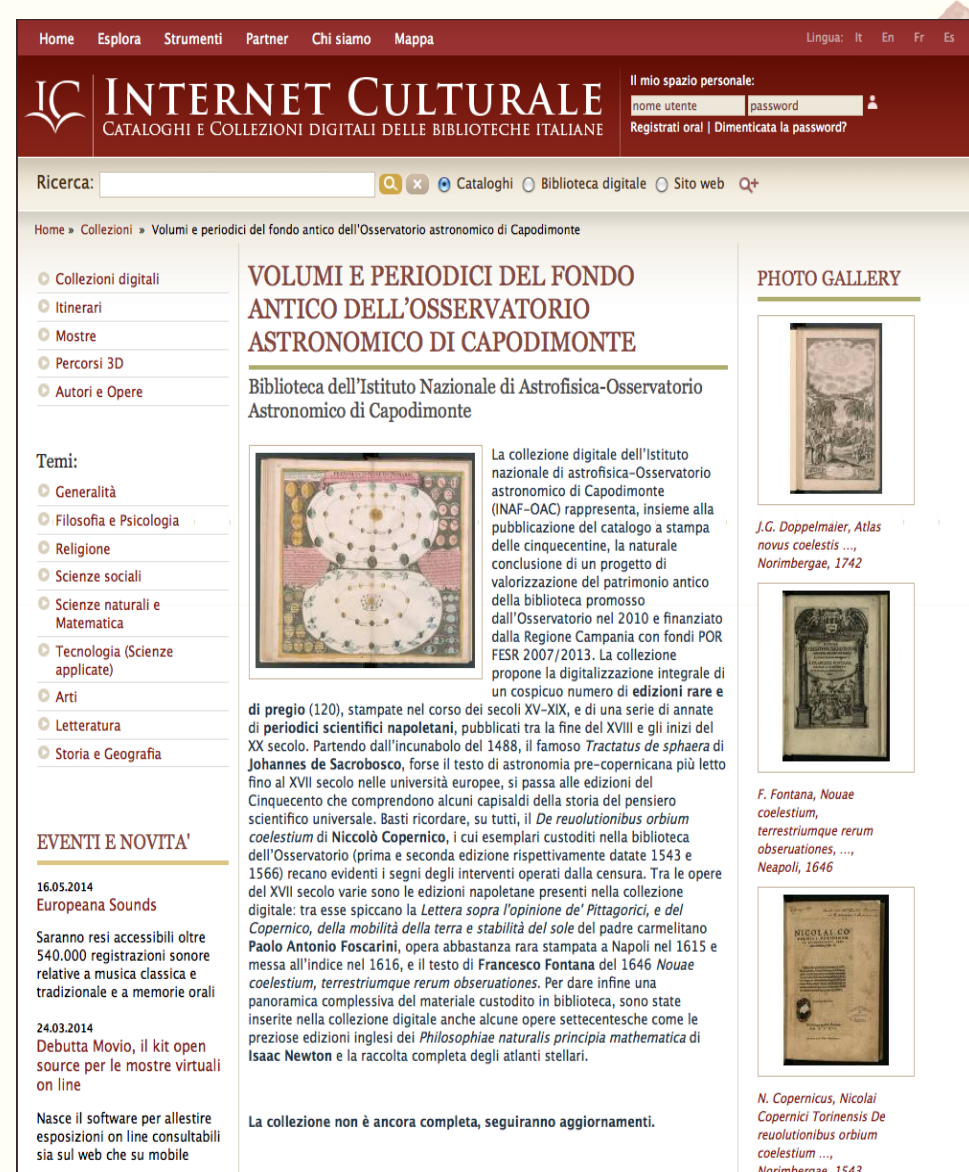 Home Esplora Strumenti Partner Chi siamo Mappa
Lingua: It En Fr Es
IC
INTERNET CULTURALE
CATALOGHI E COLLEZIONI DIGITALI DELLE BIBLIOTECHE ITALIANE
Il mio spazio personale:
nome utente password
Registrati ora! | Dimenticata la password?
Ricerca:
Cataloghi Biblioteca digitale Sito web
Home » Collezioni » Volumi e periodici del fondo antico dell'Osservatorio astronomico di Capodimonte
Collezioni digitali
Itinerari
Mostre
Percorsi 3D
Autori e Opere
Temi:
Generalità
Filosofia e Psicologia
Religione
Scienze sociali
Scienze naturali e
Matematica
Tecnologia (Scienze
applicate)
Arti
Letteratura
Storia e Geografia
EVENTI E NOVITA'
16.05.2014
Europeana Sounds
Saranno resi accessibili oltre
540.000 registrazioni sonore
relative a musica classica e
tradizionale e a memorie orali
24.03.2014
Debutta Movio, il kit open
source per le mostre virtuali
on line
Nasce il software per allestire
esposizioni on line consultabili
sia sul web che su mobile
VOLUMI E PERIODICI DEL FONDO
ANTICO DELL'OSSERVATORIO
ASTRONOMICO DI CAPODIMONTE
Biblioteca dell'Istituto Nazionale di Astrofisica-Osservatorio
Astronomico di Capodimonte
La collezione digitale dell'Istituto
nazionale di astrofisica-Osservatorio
astronomico di Capodimonte
(INAF-OAC) rappresenta, insieme alla
pubblicazione del catalogo a stampa
delle cinquecentine, la naturale
conclusione di un progetto di
valorizzazione del patrimonio antico
della biblioteca promosso
dall'Osservatorio nel 2010 e finanziato
dalla Regione Campania con fondi POR
FESR 2007/2013. La collezione
propone la digitalizzazione integrale di
un cospicuo numero di edizioni rare e
di pregio (120), stampate nel corso dei secoli XV-XIX, e di una serie di annate
di periodici scientifici napoletani, pubblicati tra la fine del XVIII e gli inizi del
XX secolo. Partendo dall'incunabolo del 1488, il famoso Tractatus de sphaera di
Johannes de Sacrobosco, forse il testo di astronomia pre-copernicana più letto
fino al XVII secolo nelle università europee, si passa alle edizioni del
Cinquecento che comprendono alcuni capisaldi della storia del pensiero
scientifico universale. Basti ricordare, su tutti, il De reuolutionibus orbium
coelestium di Niccolò Copernico, i cui esemplari custoditi nella biblioteca
dell'Osservatorio (prima e seconda edizione rispettivamente datate 1543 e
1566) recano evidenti i segni degli interventi operati dalla censura. Tra le opere
del XVII secolo varie sono le edizioni napoletane presenti nella collezione
digitale: tra esse spiccano la Lettera sopra l'opinione de' Pittagorici, e del
Copernico, della mobilità della terra e stabilità del sole del padre carmelitano
Paolo Antonio Foscarini, opera abbastanza rara stampata a Napoli nel 1615 e
messa all'indice nel 1616, e il testo di Francesco Fontana del 1646 Nouae
coelestium, terrestriumque rerum obseruationes. Per dare infine una
panoramica complessiva del materiale custodito in biblioteca, sono state
inserite nella collezione digitale anche alcune opere settecentesche come le
preziose edizioni inglesi dei Philosophiae naturalis principia mathematica di
Isaac Newton e la raccolta completa degli atlanti stellari.
La collezione non è ancora completa, seguiranno aggiornamenti.
PHOTO GALLERY
J.G. Doppelmaier, Atlas
novus coelestis ...,
Norimbergae, 1742
F. Fontana, Nouae
coelestium,
terrestriumque rerum
obseruationes, ...,
Neapoli, 1646
NICOLAI CO
N. Copernicus, Nicolai
Copernici Torinensis De
reuolutionibus orbium
coelestium ...,
Norimbergae, 1543